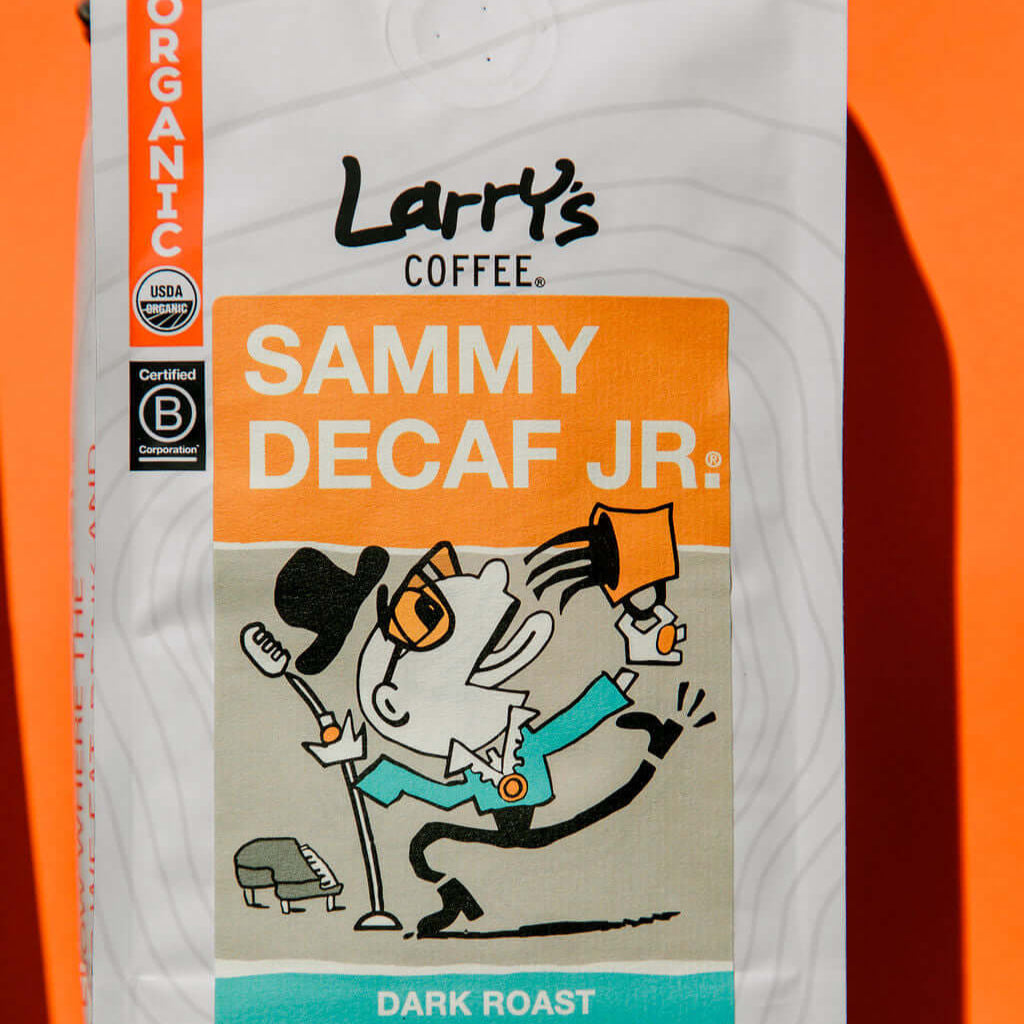 ORGANIC
USDA
ORGANIC
Certified
B
Corporation
Larry's
COFFEE®
SAMMY
DECAF JR.®
DARK ROAST